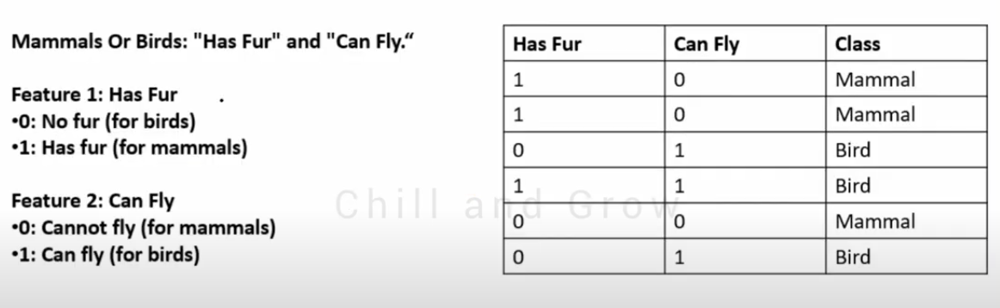 Mammals Or Birds: "Has Fur" and "Can Fly.“
Feature 1: Has Fur .
•0: No fur (for birds)
•1: Has fur (for mammals)
Feature 2: Can Fly
•0: Cannot fly (for mammals)
•1: Can fly (for birds)
Has Fur Can Fly Class
1 0 Mammal
1 0 Mammal
0 1 Bird
1 1 Bird
0 0 Mammal
0 1 Bird
Chill and Grow